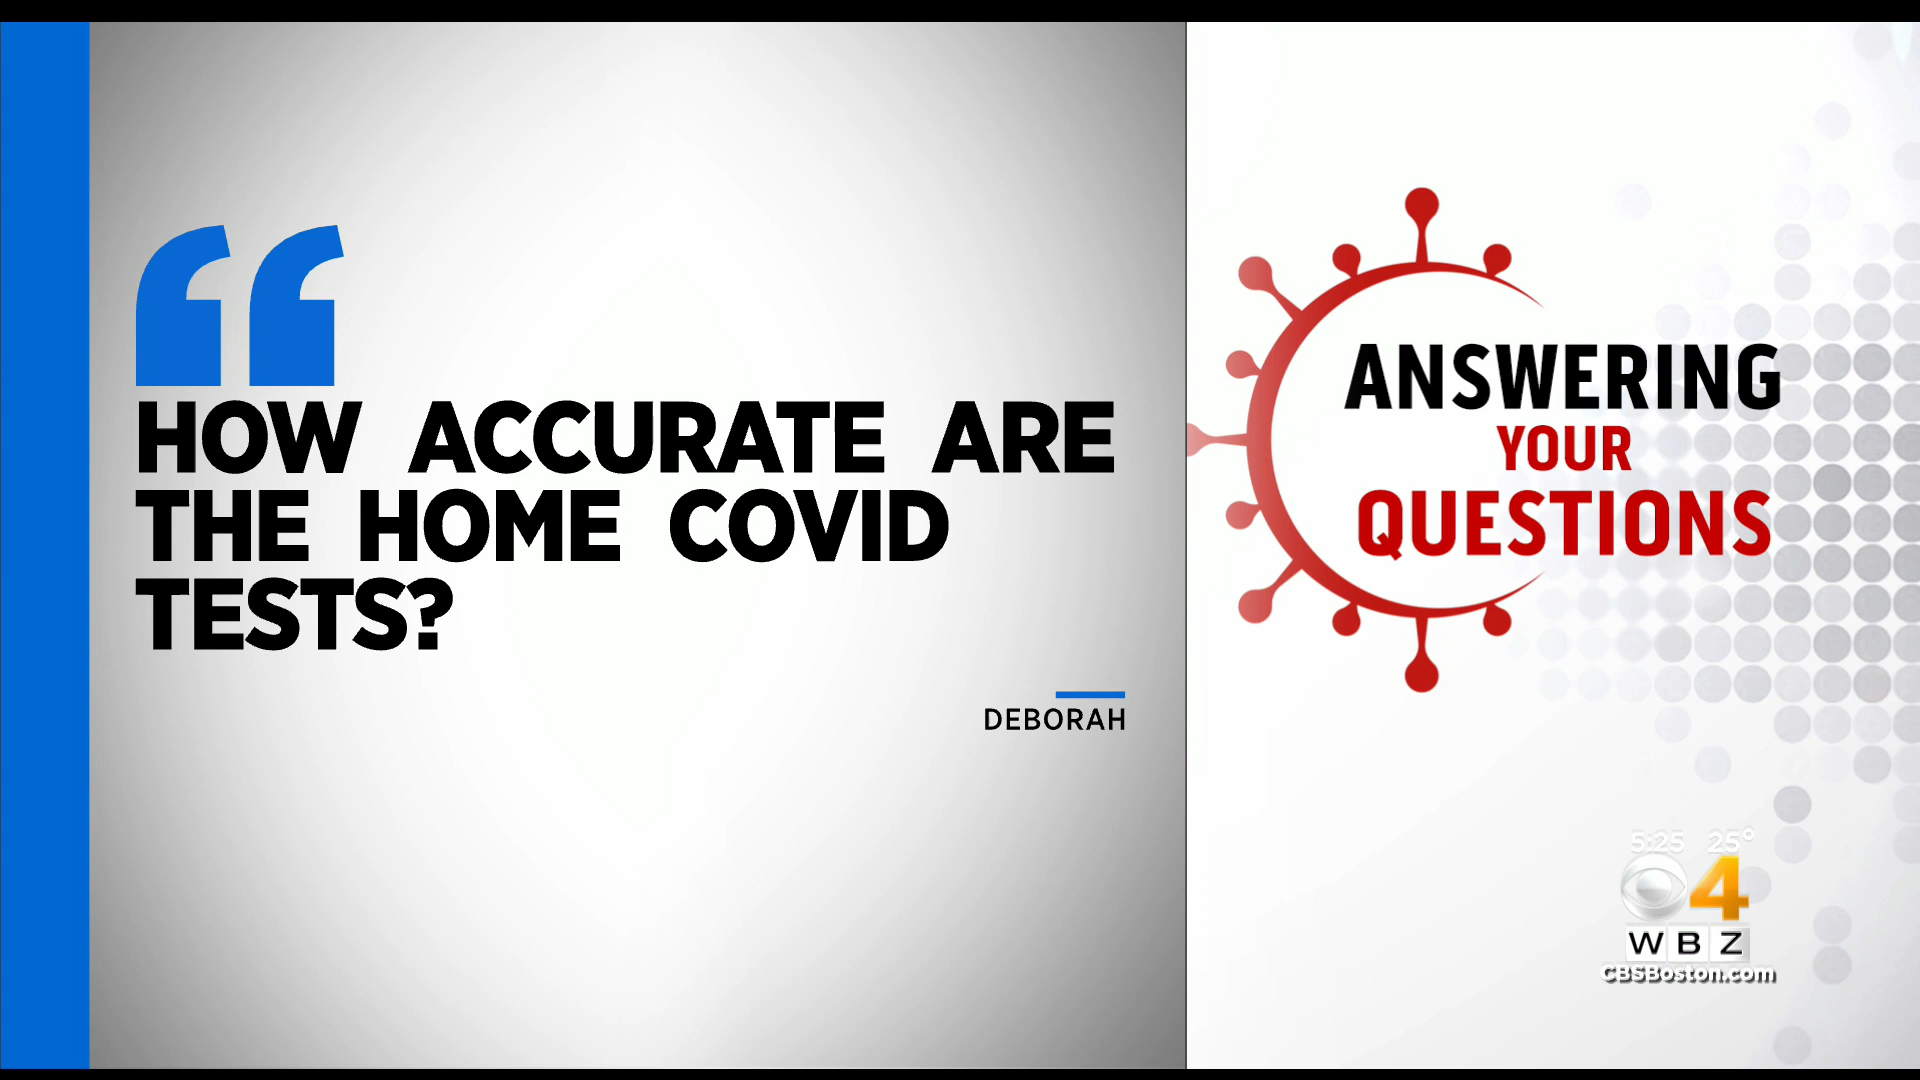 “
HOW ACCURATE ARE
THE HOME COVID
TESTS?
DEBORAH
ANSWERING
YOUR
QUESTIONS
5:25 25°
4
WBZ
CBSBoston.com